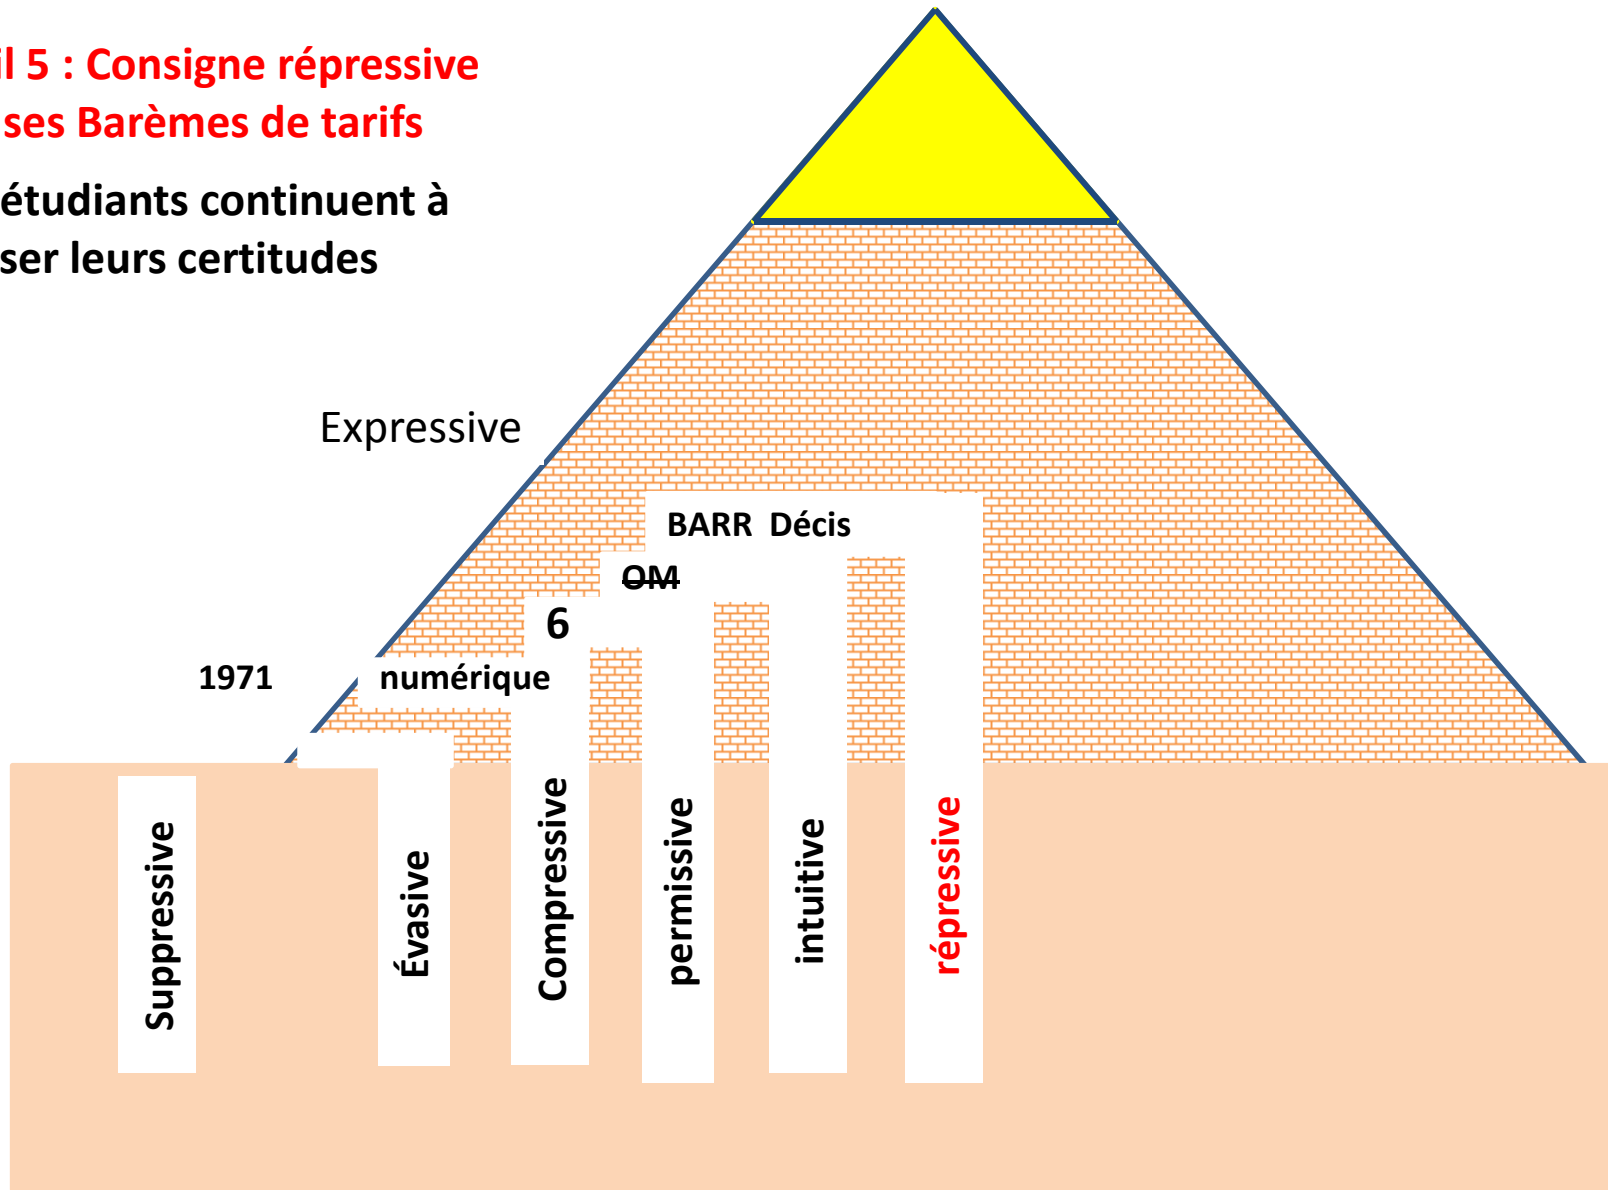 il 5 : Consigne répressive
ses Barèmes de tarifs
étudiants continuent à
ser leurs certitudes
Expressive
BARR Décis
OM
6
1971 numérique
Suppressive
Évasive
Compressive
permissive
intuitive
répressive